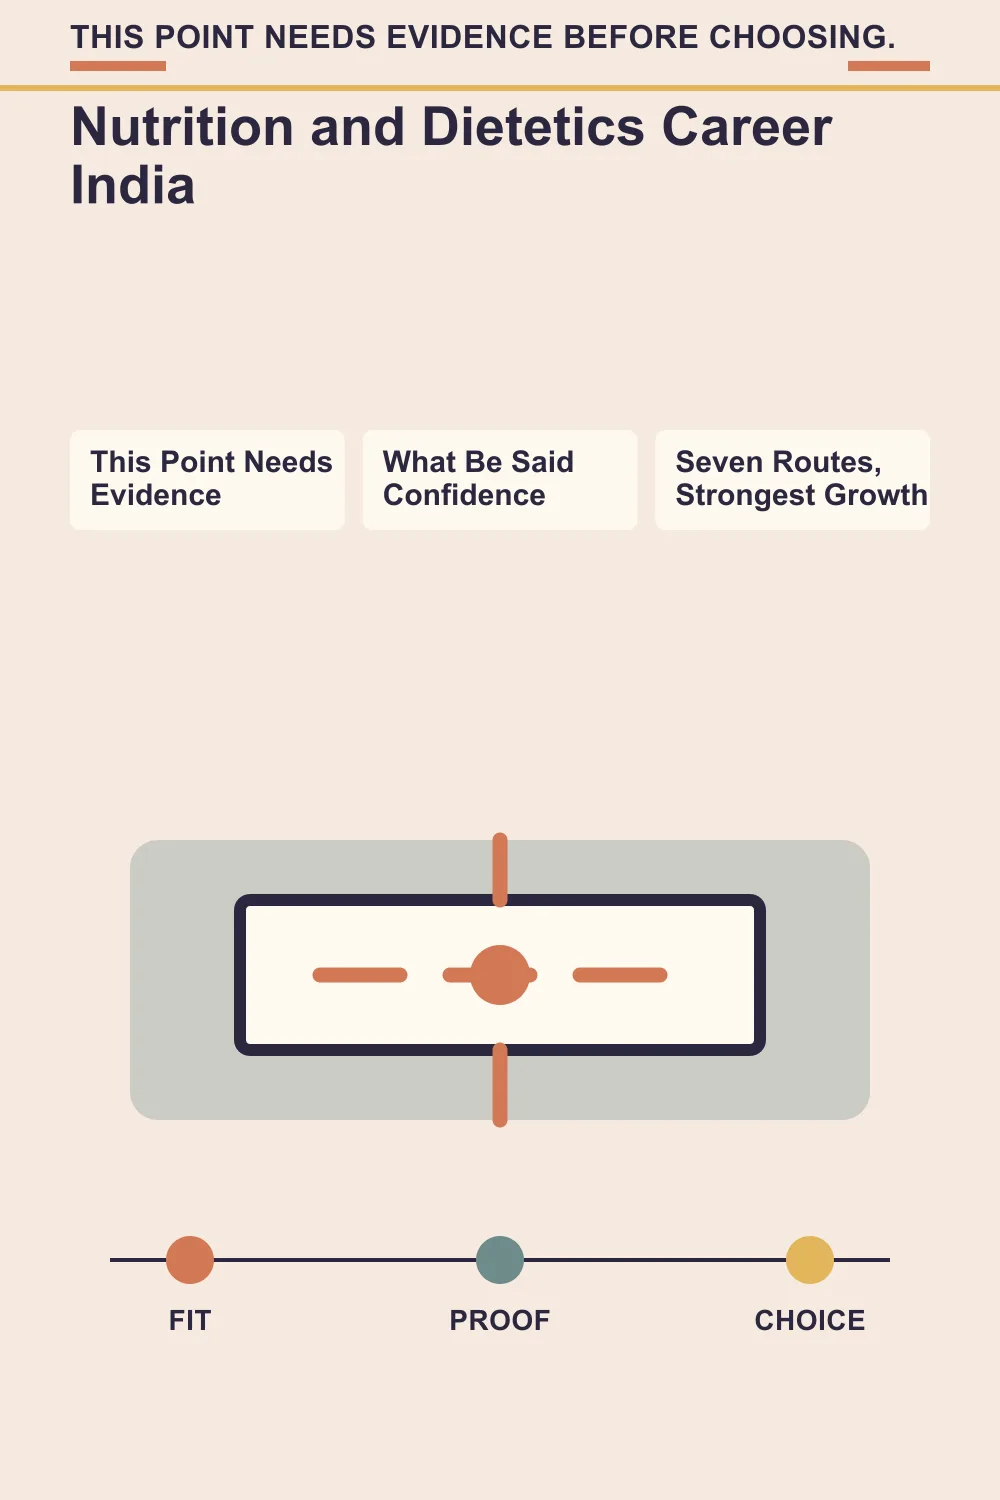 THIS POINT NEEDS EVIDENCE BEFORE CHOOSING.
Nutrition and Dietetics Career
India
This Point Needs
Evidence
What Be Said
Confidence
Seven Routes,
Strongest Growth
FIT
PROOF
CHOICE